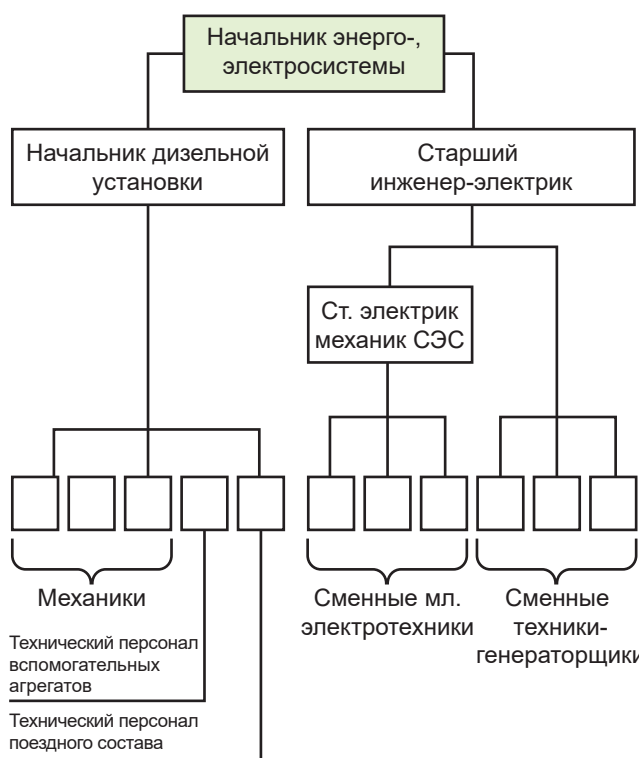 Начальник энерго-,
электросистемы
Начальник дизельной
установки
Старший
инженер-электрик
Ст. электрик
механик СЭС
Механики
Сменные мл.
электротехники
Сменные
техники-
генераторщики
Технический персонал
вспомогательных
агрегатов
Технический персонал
поездного состава